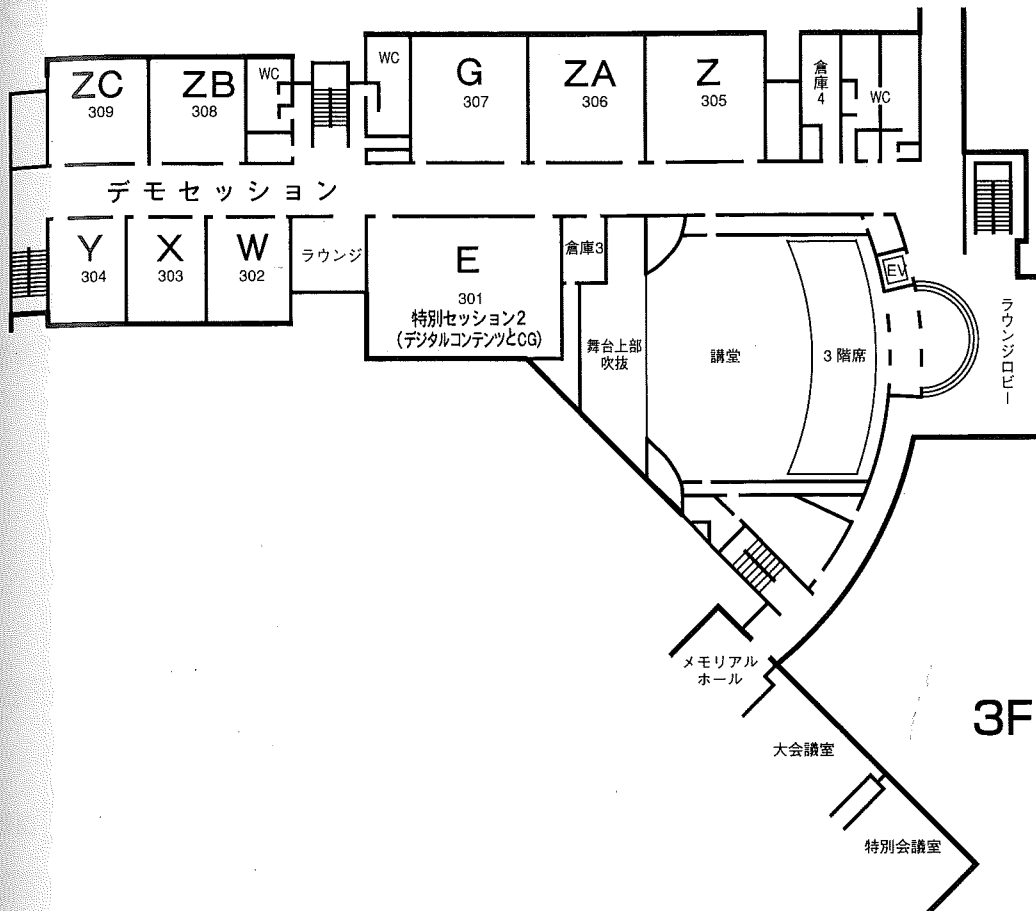 ZC
309
ZB
308
WC
WC
G
307
ZA
306
Z
305
倉庫4
WC
デモセッション
Y
304
X
303
W
302
ラウンジ
E
301
特別セッション2
(デジタルコンテンツとCG)
倉庫3
舞台上部
吹抜
講堂
3階席
EV
ラウンジロビー
メモリアル
ホール
3F
大会議室
特別会議室